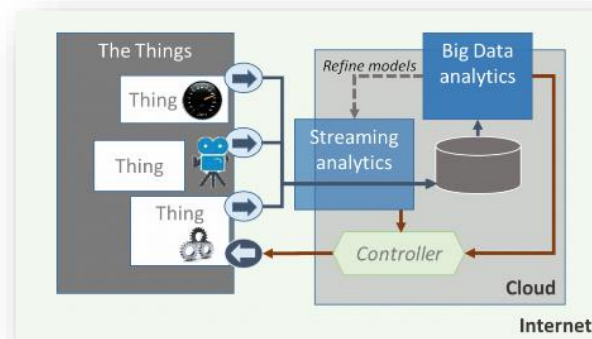 The Things
Thing
Thing
Thing
Refine models
Big Data
analytics
Streaming
analytics
Controller
Cloud
Internet